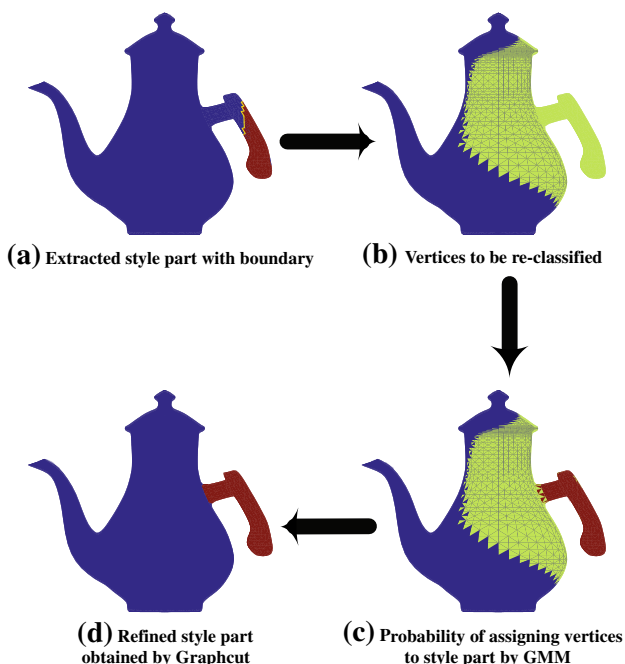 (a) Extracted style part with boundary
(b) Vertices to be re-classified
(d) Refined style part
obtained by Graphcut
(c) Probability of assigning vertices
to style part by GMM